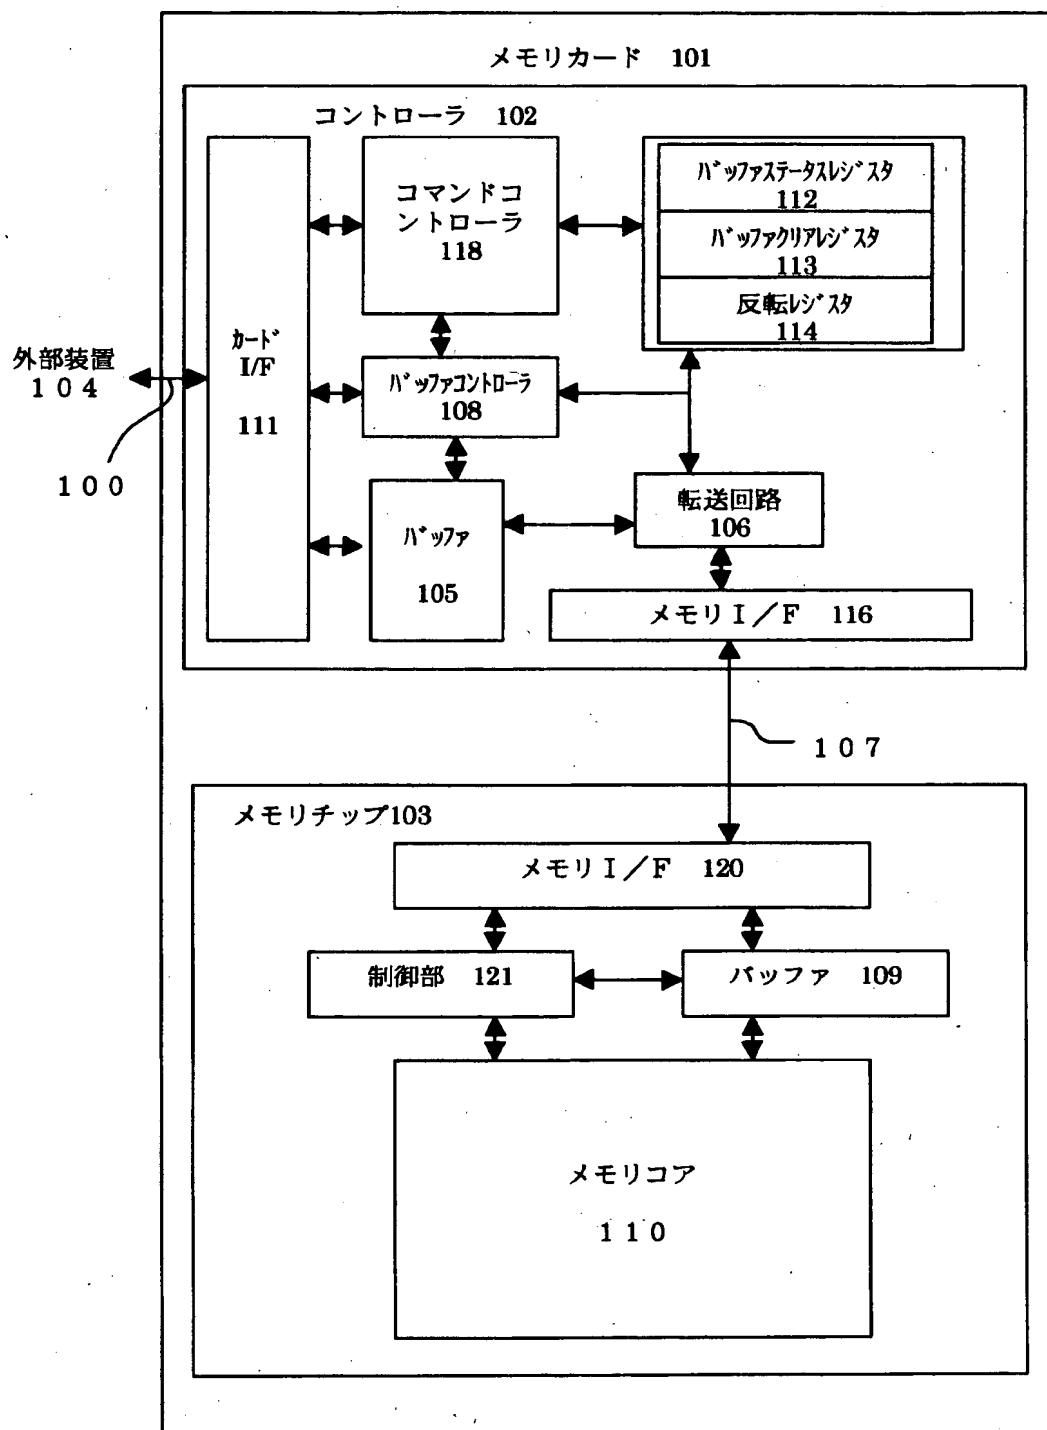 メモリカード 101
コントローラ 102
コマンドコ
ントローラ
118
バッファステータスレジスタ
112
バッファクリアレジスタ
113
反転レジスタ
114
カード
I/F
111
外部装置
104
100
バッファコントローラ
108
バッファ
105
転送回路
106
メモリI／F 116
107
メモリチップ103
メモリI／F 120
制御部 121
バッファ 109
メモリコア
110